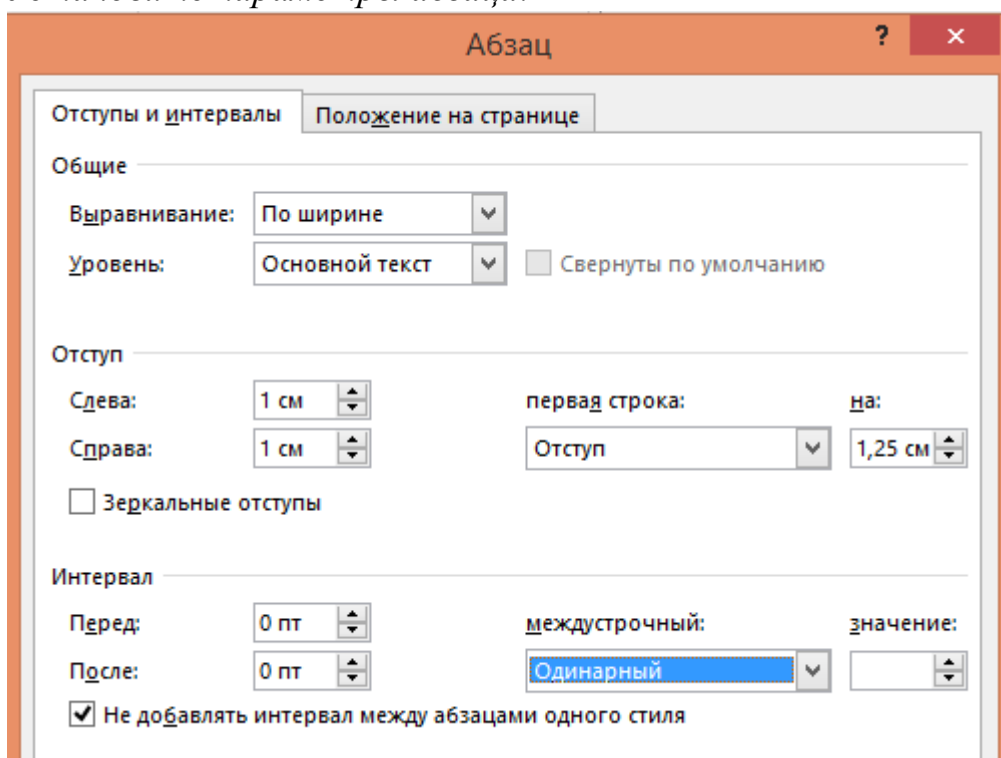 Абзац ? ×
Отступы и интервалы Положение на странице
Общие
Выравнивание: По ширине
Уровень: Основной текст Свернуты по умолчанию
Отступ
Слева: 1 см первая строка: на:
Справа: 1 см Отступ 1,25 см
Зеркальные отступы
Интервал
Перед: 0 пт междустрочный: значение:
После: 0 пт Одинарный
Не добавлять интервал между абзацами одного стиля